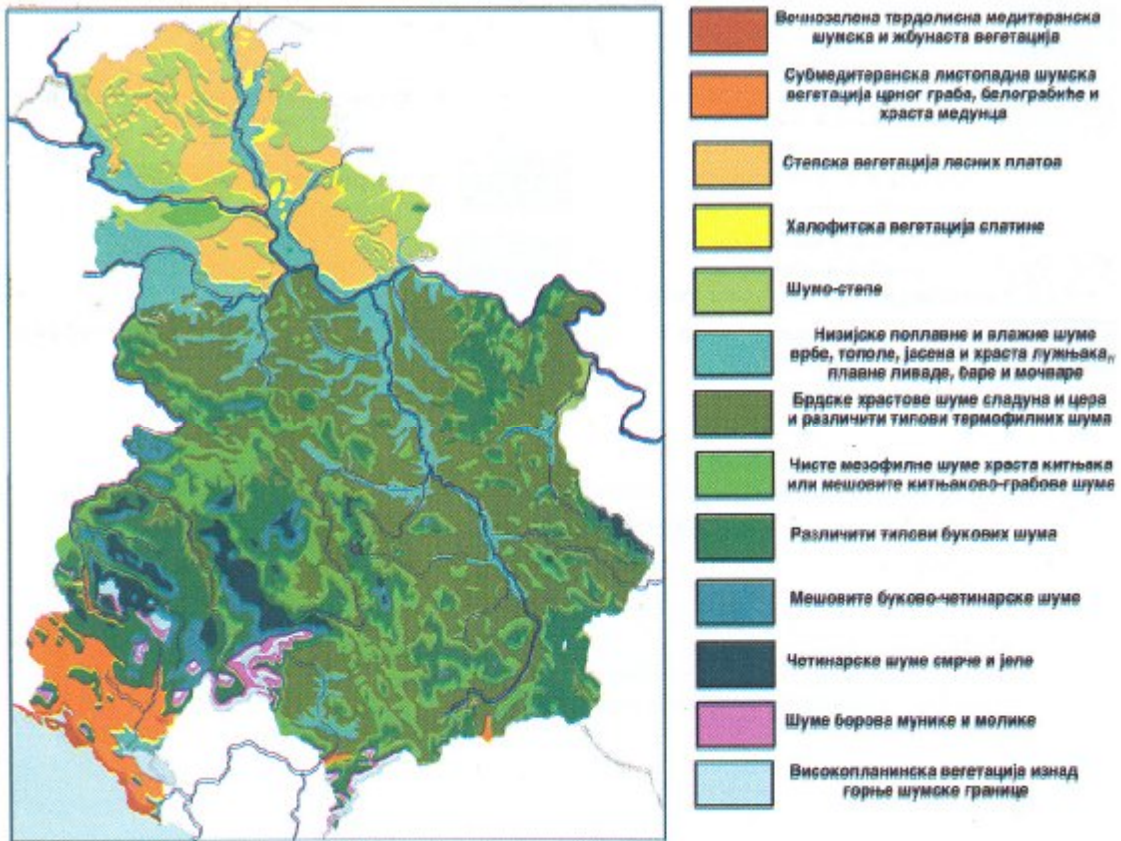 Вечнозелена тврдолисна медитеранска
шумска и жбунаста вегетација
Субмедитеранска листопадна шумска
вегетација црног граба, белограбиће и
храста медунца
Степска вегетација лесних платоа
Халофитска вегетација слатине
Шумо-степе
Низијске поплавне и влажне шуме
врбе, тополе, јасена и храста лужњака,
плавне ливаде, баре и мочваре
Брдске храстове шуме сладуна и цера
и различити типови термофилних шума
Чисте мезофилне шуме храста китњака
или мешовите китњаково-грабове шуме
Различити типови букових шума
Мешовите буково-четинарске шуме
Четинарске шуме смрче и јеле
Шуме борова мунике и молике
Високопланинска вегетација изнад
горње шумске границе